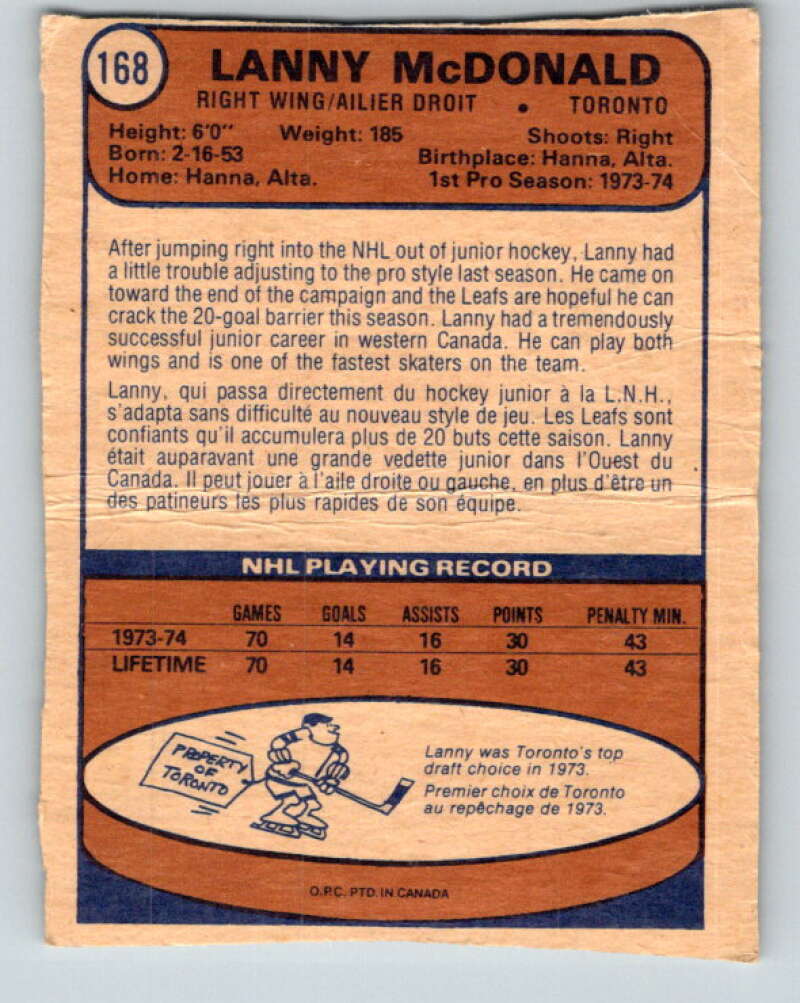 168
LANNY McDONALD
RIGHT WING/AILIER DROIT • TORONTO
Height: 6'0" Weight: 185 Shoots: Right
Born: 2-16-53 Birthplace: Hanna, Alta.
Home: Hanna, Alta. 1st Pro Season: 1973-74
After jumping right into the NHL out of junior hockey, Lanny had
a little trouble adjusting to the pro style last season. He came on
toward the end of the campaign and the Leafs are hopeful he can
crack the 20-goal barrier this season. Lanny had a tremendously
successful junior career in western Canada. He can play both
wings and is one of the fastest skaters on the team.
Lanny, qui passa directement du hockey junior à la L.N.H.,
s'adapta sans difficulté au nouveau style de jeu. Les Leafs sont
confiants qu'il accumulera plus de 20 buts cette saison. Lanny
était auparavant une grande vedette junior dans l'Ouest du
Canada. Il peut jouer à l'aile droite ou gauche, en plus d'être un
des patineurs les plus rapides de son équipe.
NHL PLAYING RECORD
GAMES GOALS ASSISTS POINTS PENALTY MIN.
1973-74 70 14 16 30 43
LIFETIME 70 14 16 30 43
PROPERTY
OF
TORONTO
Lanny was Toronto's top
draft choice in 1973.
Premier choix de Toronto
au repêchage de 1973.
O.P.C. PTD. IN CANADA